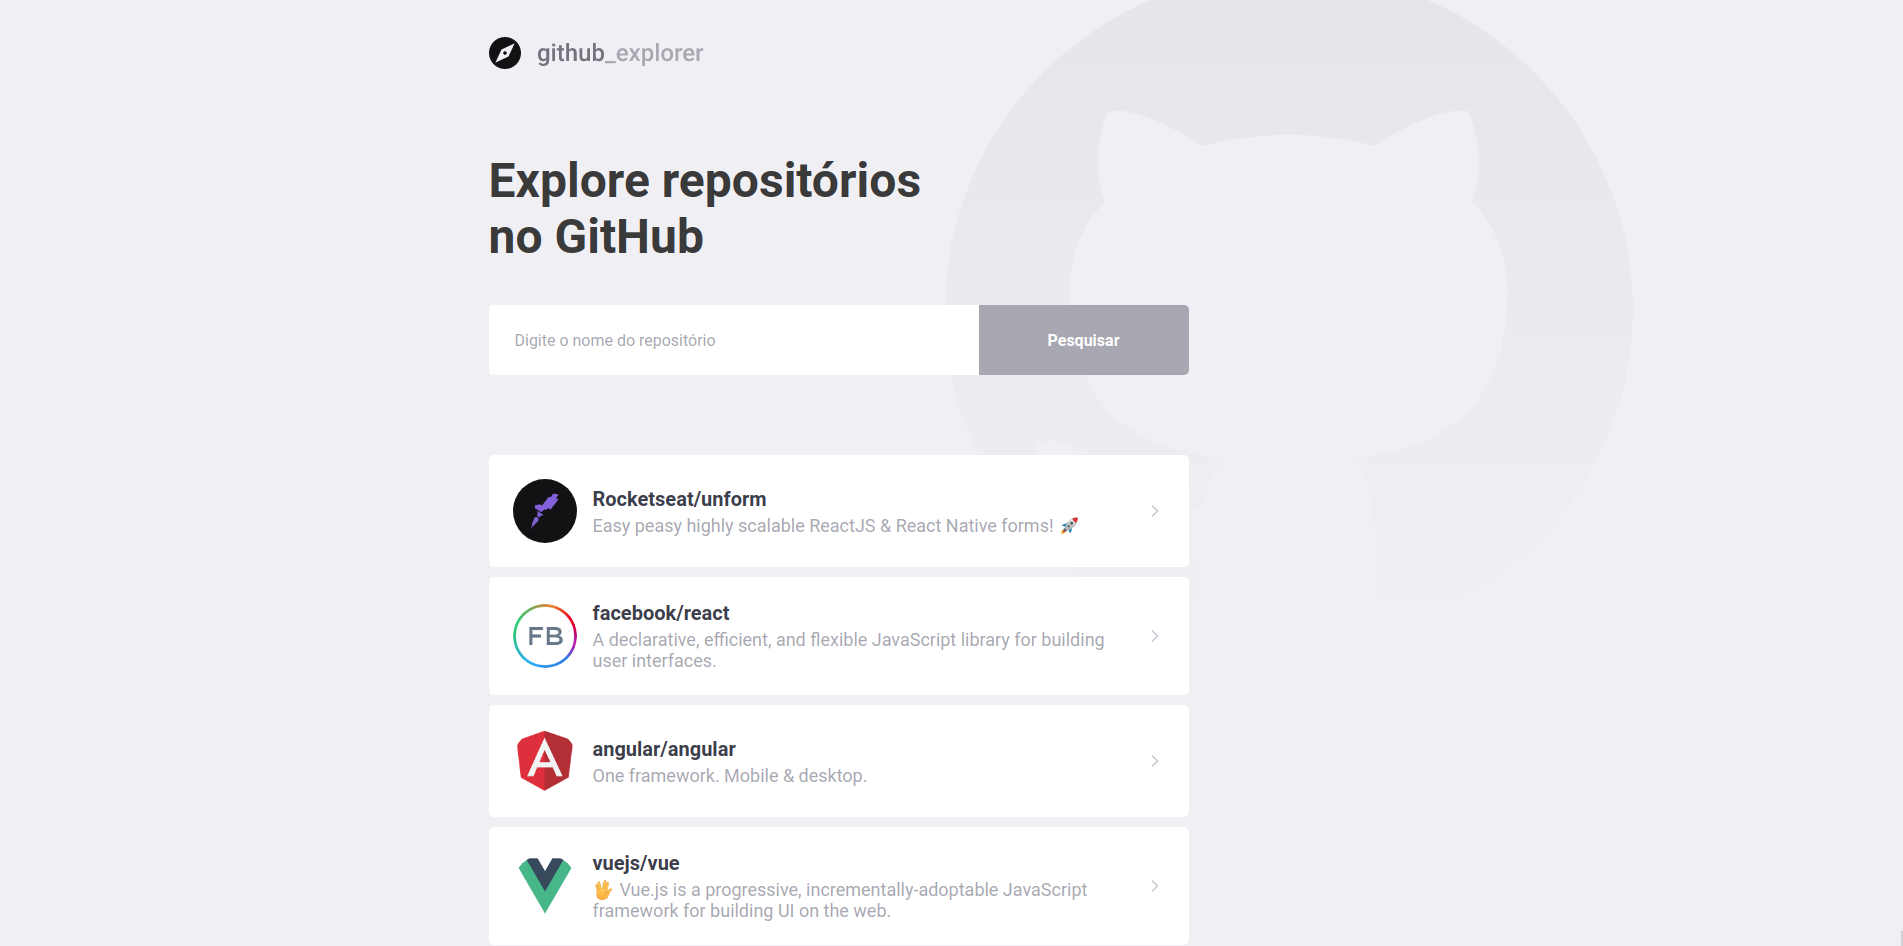 github_explorer
Explore repositórios
no GitHub
Digite o nome do repositório
Pesquisar
Rocketseat/unform
Easy peasy highly scalable ReactJS & React Native forms! 🚀
FB
facebook/react
A declarative, efficient, and flexible JavaScript library for building
user interfaces.
A
angular/angular
One framework. Mobile & desktop.
vuejs/vue
🖖 Vue.js is a progressive, incrementally-adoptable JavaScript
framework for building UI on the web.